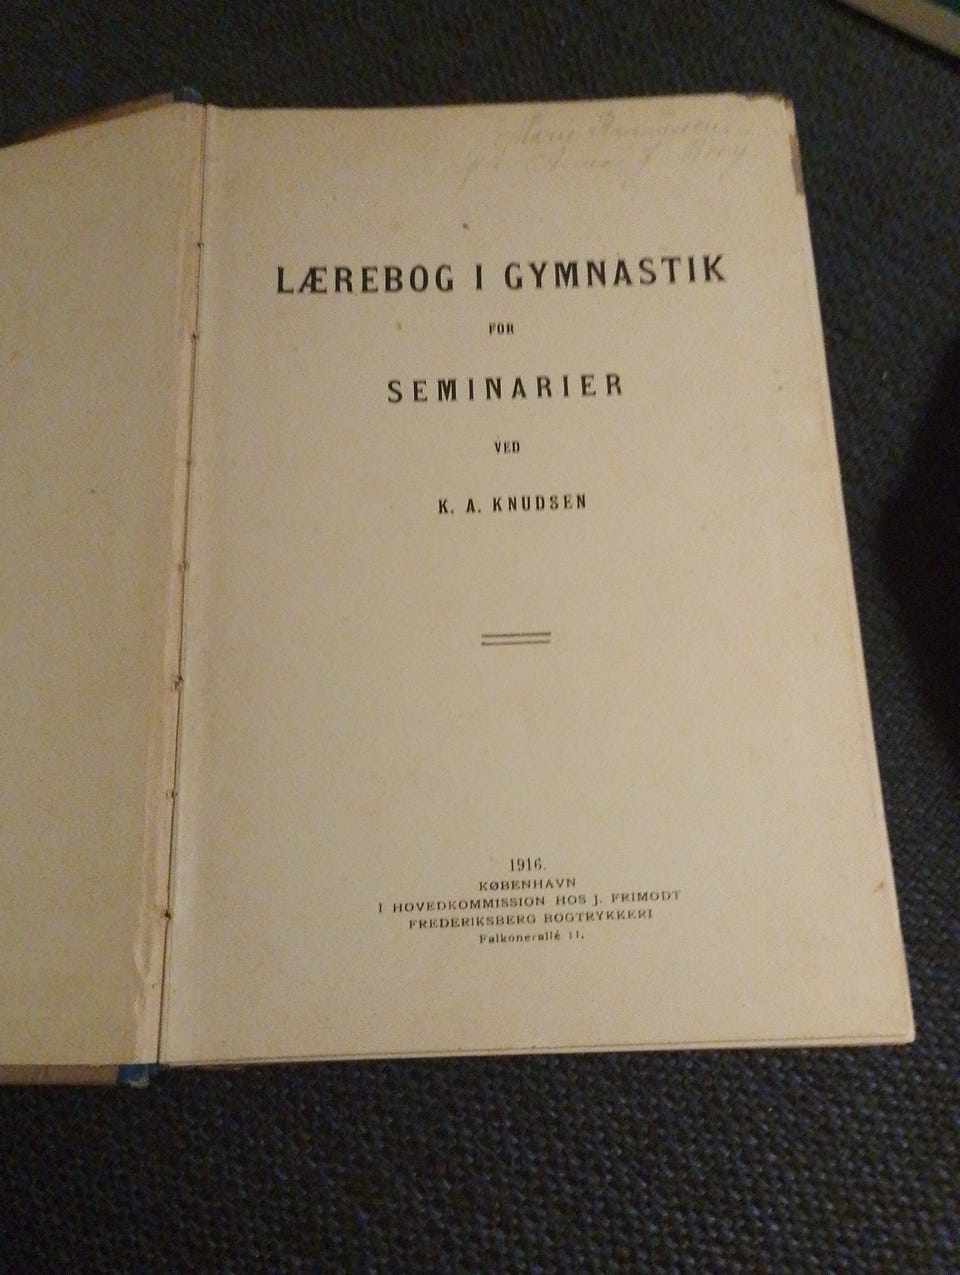 LÆREBOG I GYMNASTIK
FOR
SEMINARIER
VED
K. A. KNUDSEN
1916.
KØBENHAVN
I HOVEDKOMMISSION HOS J. FRIMODT
FREDERIKSBERG BOGTRYKKERI
Falkonerallé 11.